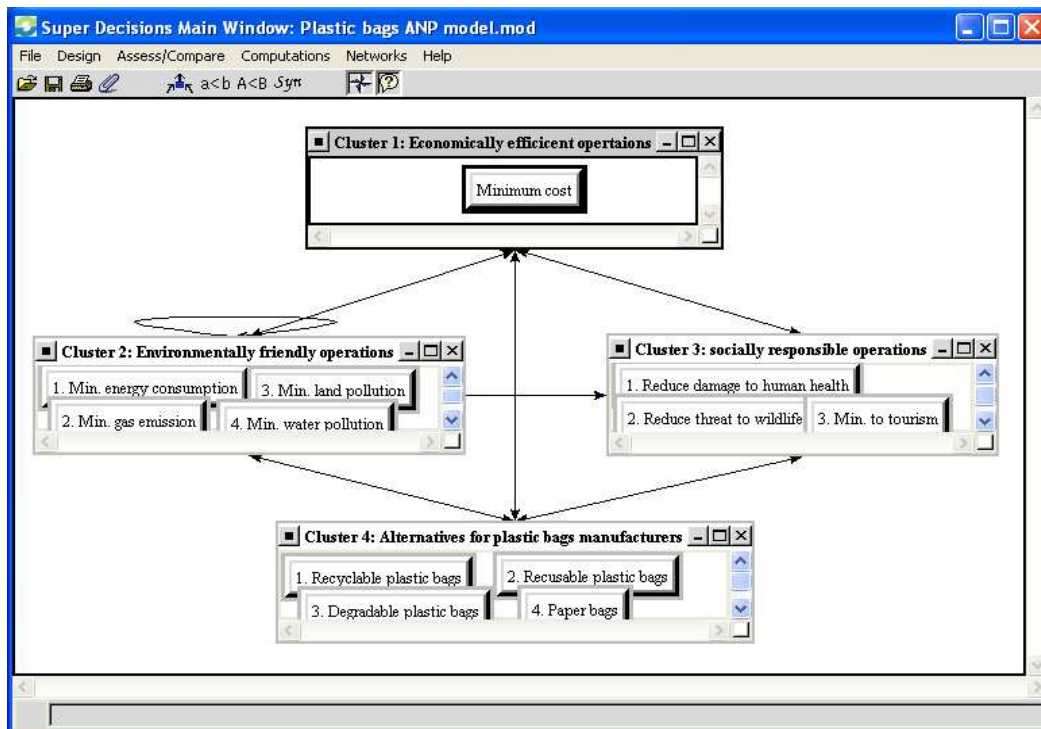 Super Decisions Main Window: Plastic bags ANP model.mod
File Design Assess/Compare Computations Networks Help
a<b A<B Syn
Cluster 1: Economically efficicent opertaions
Minimum cost
Cluster 2: Environmentally friendly operations
1. Min. energy consumption
3. Min. land pollution
2. Min. gas emission
4. Min. water pollution
Cluster 3: socially responsible operations
1. Reduce damage to human health
2. Reduce threat to wildlife
3. Min. to tourism
Cluster 4: Alternatives for plastic bags manufacturers
1. Recyclable plastic bags
2. Recusable plastic bags
3. Degradable plastic bags
4. Paper bags